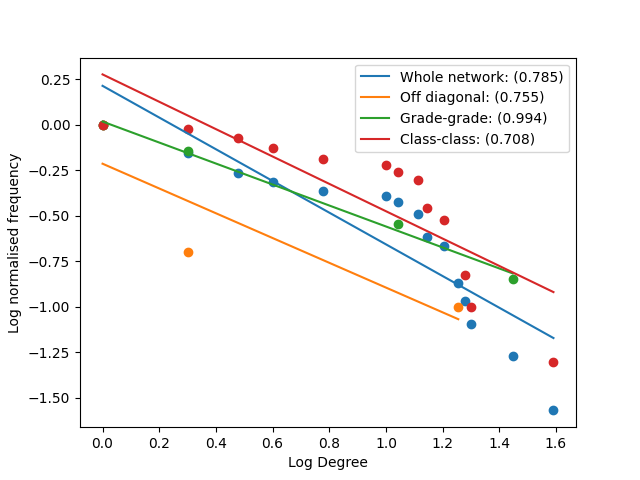 Whole network: (0.785)
Off diagonal: (0.755)
Grade-grade: (0.994)
Class-class: (0.708)
0.25
0.00
−0.25
−0.50
−0.75
−1.00
−1.25
−1.50
Log normalised frequency
0.0 0.2 0.4 0.6 0.8 1.0 1.2 1.4 1.6
Log Degree